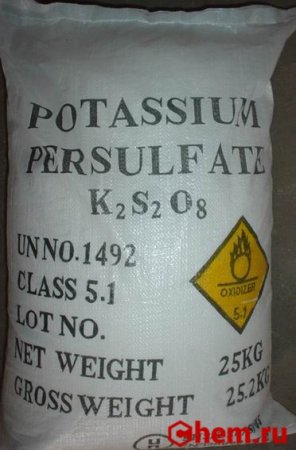 POTASSIUM
PERSULFATE
K₂S₂O₈
UN NO.1492
CLASS 5.1
LOT NO.
NET WEIGHT 25KG
GROSS WEIGHT 25.2KG
OXIDIZER
5.1
Chem.ru